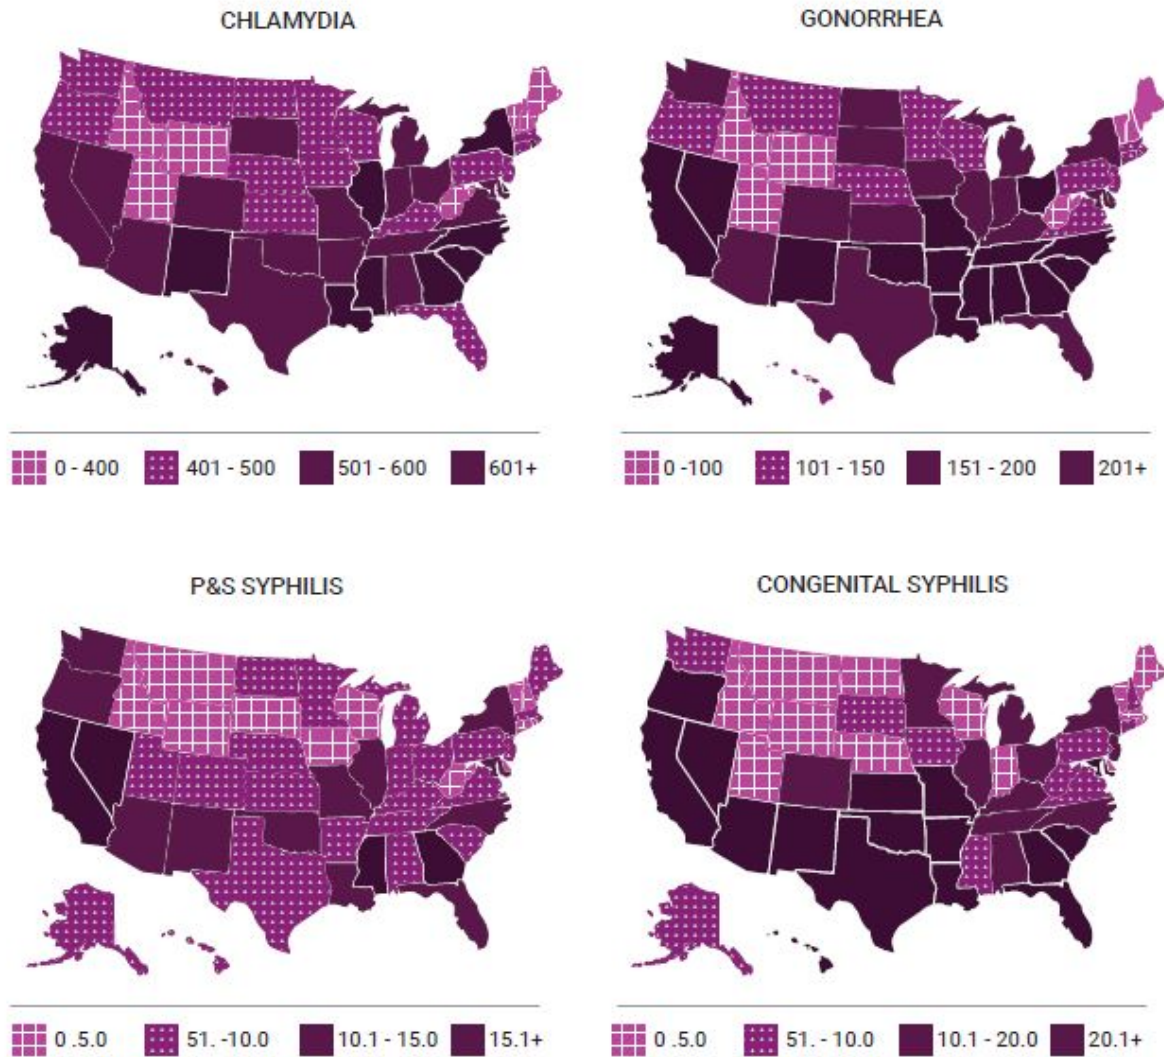 CHLAMYDIA
GONORRHEA
0 - 400 401 - 500 501 - 600 601+
0 -100 101 - 150 151 - 200 201+
P&S SYPHILIS
CONGENITAL SYPHILIS
0 .5.0 51. -10.0 10.1 - 15.0 15.1+
0 .5.0 51. - 10.0 10.1 - 20.0 20.1+